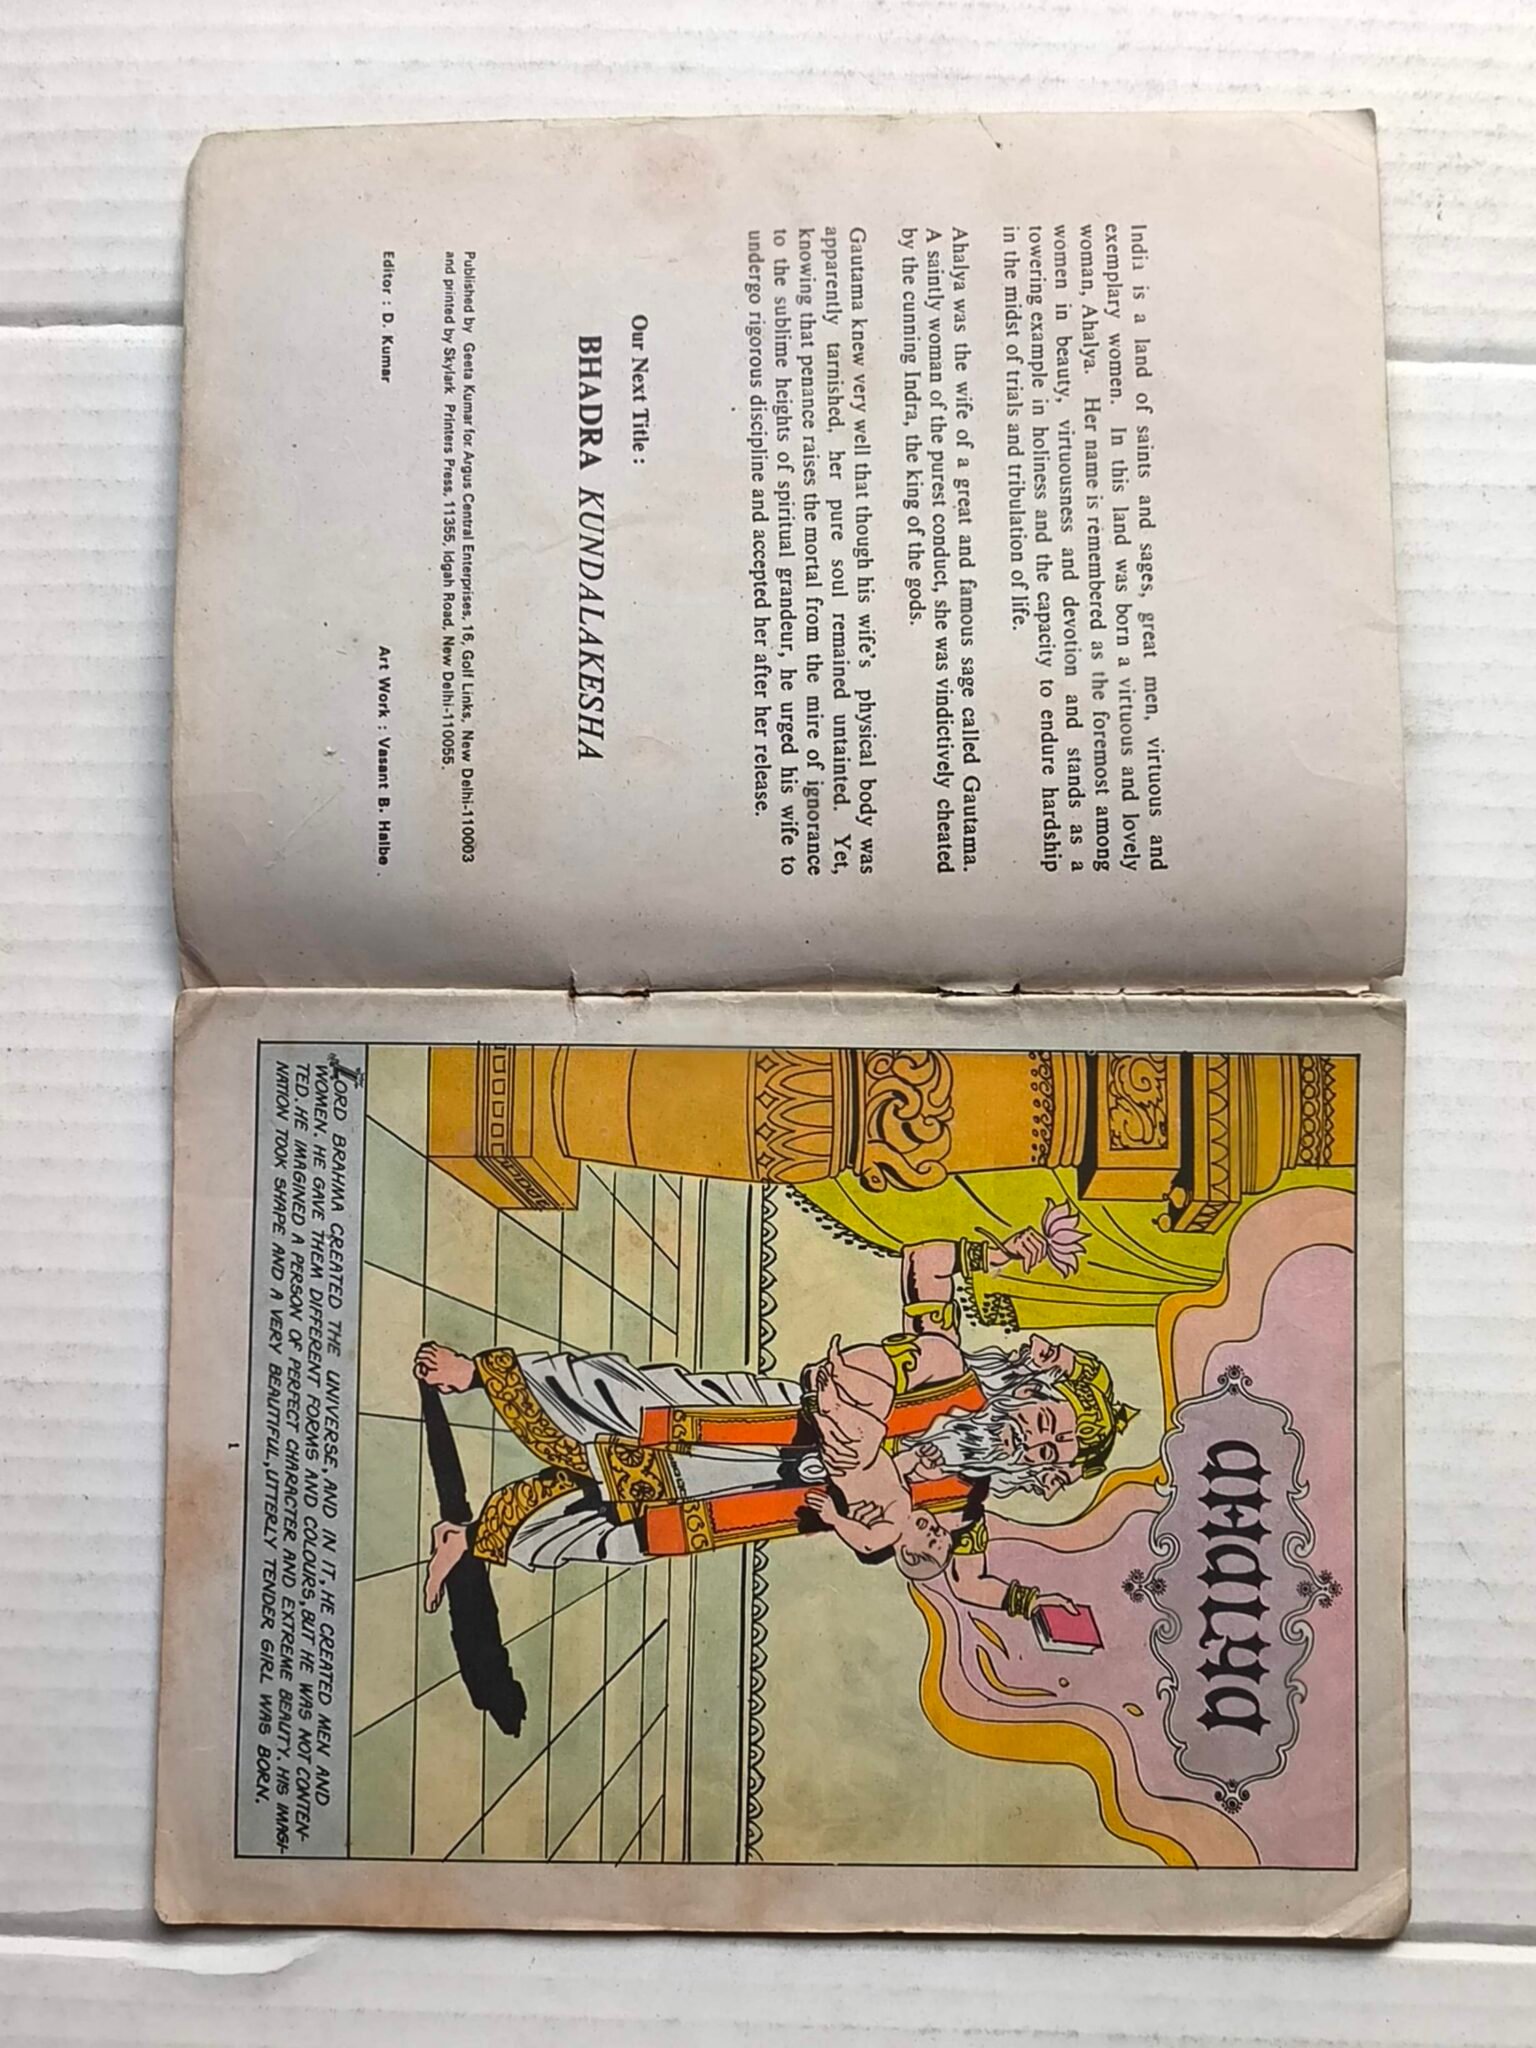 India is a land of saints and sages, great men, virtuous and
exemplary women. In this land was born a virtuous and lovely
woman, Ahalya. Her name is remembered as the foremost among
women in beauty, virtuousness and devotion and stands as a
towering example in holiness and the capacity to endure hardship
in the midst of trials and tribulation of life.
Ahalya was the wife of a great and famous sage called Gautama.
A saintly woman of the purest conduct, she was vindictively cheated
by the cunning Indra, the king of the gods.
Gautama knew very well that though his wife's physical body was
apparently tarnished, her pure soul remained untainted. Yet,
knowing that penance raises the mortal from the mire of ignorance
to the sublime heights of spiritual grandeur, he urged his wife to
undergo rigorous discipline and accepted her after her release.
Our Next Title :
BHADRA KUNDALAKESHA
Published by Geeta Kumar for Argus Central Enterprises, 16, Golf Links, New Delhi-110003
and printed by Skylark Printers Press, 11355, Idgah Road, New Delhi-110055.
Editor : D. Kumar
Art Work : Vasant B. Halbe.
AHALYA
LORD BRAHMA CREATED THE UNIVERSE, AND IN IT, HE CREATED MEN AND
WOMEN. HE GAVE THEM DIFFERENT FORMS AND COLOURS, BUT HE WAS NOT CONTEN-
TED. HE IMAGINED A PERSON OF PERFECT CHARACTER AND EXTREME BEAUTY. HIS IMAGI-
NATION TOOK SHAPE AND A VERY BEAUTIFUL, UTTERLY TENDER GIRL WAS BORN.
1